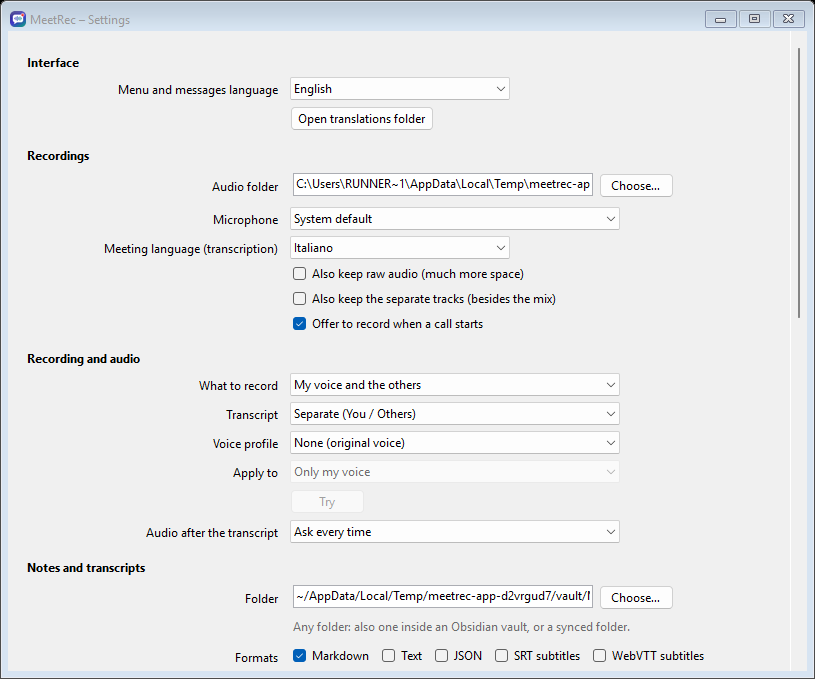 MeetRec – Settings
Interface
Menu and messages language English
Open translations folder
Recordings
Audio folder C:\Users\RUNNER~1\AppData\Local\Temp\meetrec-ap Choose...
Microphone System default
Meeting language (transcription) Italiano
Also keep raw audio (much more space)
Also keep the separate tracks (besides the mix)
Offer to record when a call starts
Recording and audio
What to record My voice and the others
Transcript Separate (You / Others)
Voice profile None (original voice)
Apply to Only my voice
Try
Audio after the transcript Ask every time
Notes and transcripts
Folder ~/AppData/Local/Temp/meetrec-app-d2vrgud7/vault/ Choose...
Any folder: also one inside an Obsidian vault, or a synced folder.
Formats Markdown Text JSON SRT subtitles WebVTT subtitles